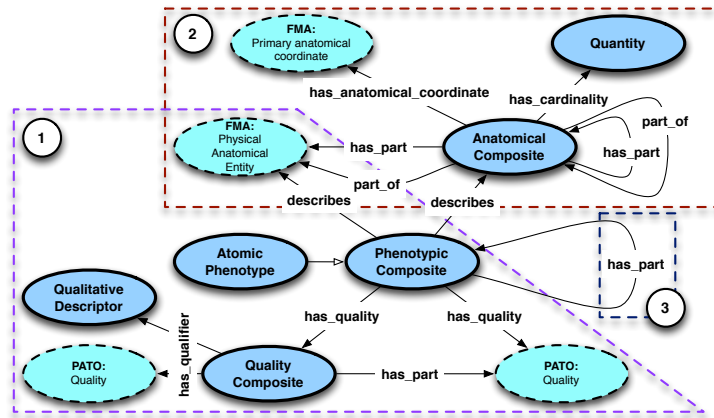 2
FMA:
Primary anatomical
coordinate
Quantity
has_anatomical_coordinate
has_cardinality
1
FMA:
Physical
Anatomical
Entity
has_part
Anatomical
Composite
part_of
has_part
part_of
describes
describes
Atomic
Phenotype
Phenotypic
Composite
has_part
3
Qualitative
Descriptor
has_quality
has_quality
has_qualifier
PATO:
Quality
Quality
Composite
has_part
PATO:
Quality